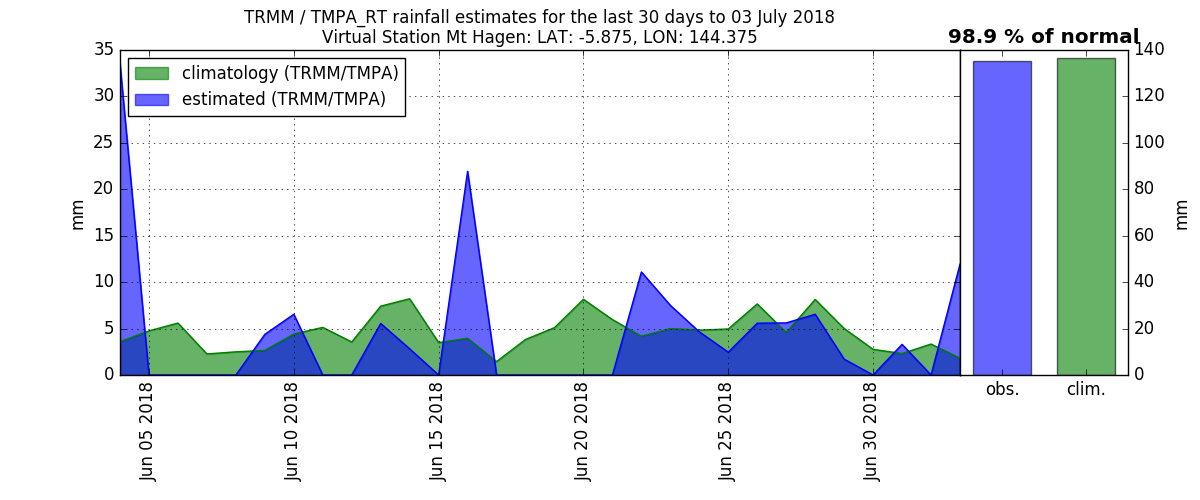 TRMM / TMPA_RT rainfall estimates for the last 30 days to 03 July 2018
Virtual Station Mt Hagen: LAT: -5.875, LON: 144.375
98.9 % of normal
climatology (TRMM/TMPA)
estimated (TRMM/TMPA)
35
30
25
20
15
10
5
0
mm
Jun 05 2018
Jun 10 2018
Jun 15 2018
Jun 20 2018
Jun 25 2018
Jun 30 2018
obs.
clim.
140
120
100
80
60
40
20
0
mm